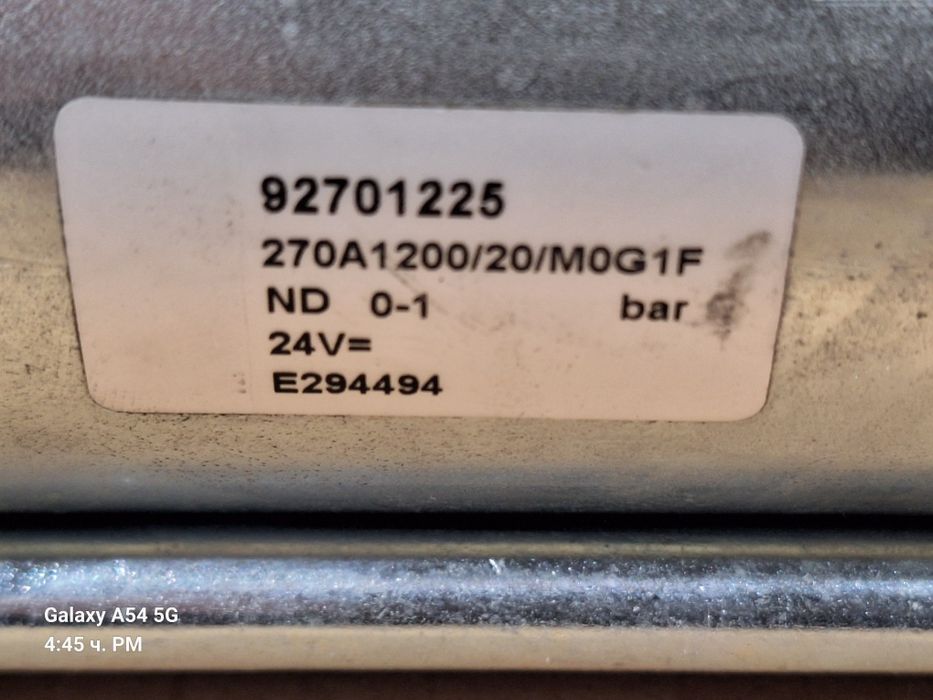 92701225
270A1200/20/M0G1F
ND 0-1 bar
24V=
E294494
Galaxy A54 5G
4:45 ч. PM